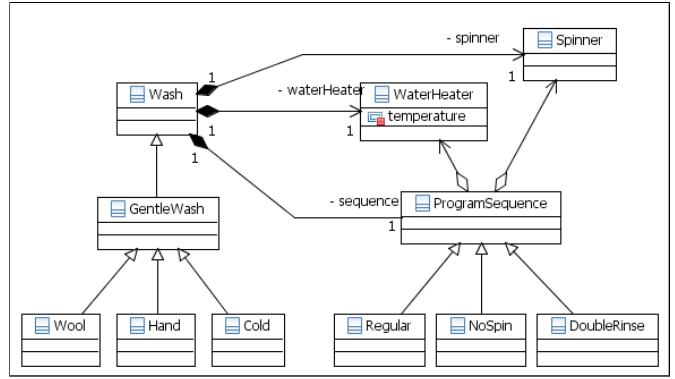 - spinner
Spinner
1
1
Wash
- waterHeater
WaterHeater
temperature
1
1
1
GentleWash
- sequence
ProgramSequence
1
Wool
Hand
Cold
Regular
NoSpin
DoubleRinse